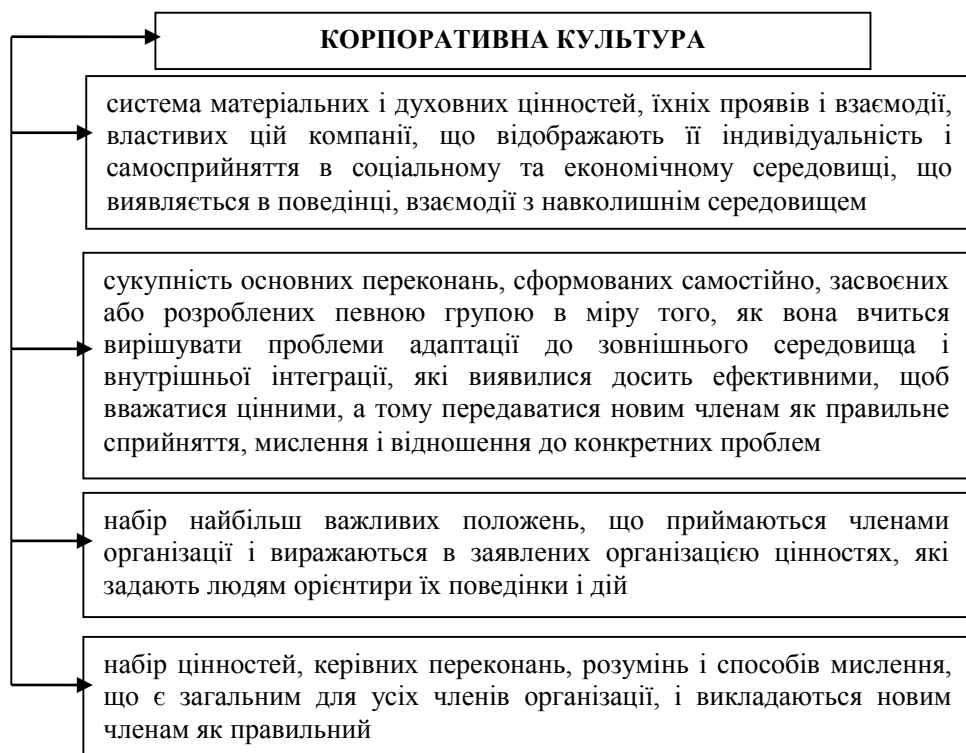 КОРПОРАТИВНА КУЛЬТУРА
система матеріальних і духовних цінностей, їхніх проявів і взаємодії,
властивих цій компанії, що відображають її індивідуальність і
самосприйняття в соціальному та економічному середовищі, що
виявляється в поведінці, взаємодії з навколишнім середовищем
сукупність основних переконань, сформованих самостійно, засвоєних
або розроблених певною групою в міру того, як вона вчиться
вирішувати проблеми адаптації до зовнішнього середовища і
внутрішньої інтеграції, які виявилися досить ефективними, щоб
вважатися цінними, а тому передаватися новим членам як правильне
сприйняття, мислення і відношення до конкретних проблем
набір найбільш важливих положень, що приймаються членами
організації і виражаються в заявлених організацією цінностях, які
задають людям орієнтири їх поведінки і дій
набір цінностей, керівних переконань, розумінь і способів мислення,
що є загальним для усіх членів організації, і викладаються новим
членам як правильний